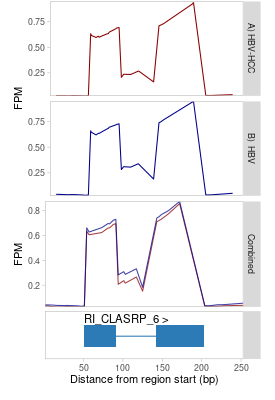 0.75
0.50
0.25
A) HBV-HCC
FPM
0.75
0.50
0.25
B) HBV
0.8
0.6
0.4
0.2
FPM
Combined
RI_CLASRP_6 >
50 100 150 200 250
Distance from region start (bp)